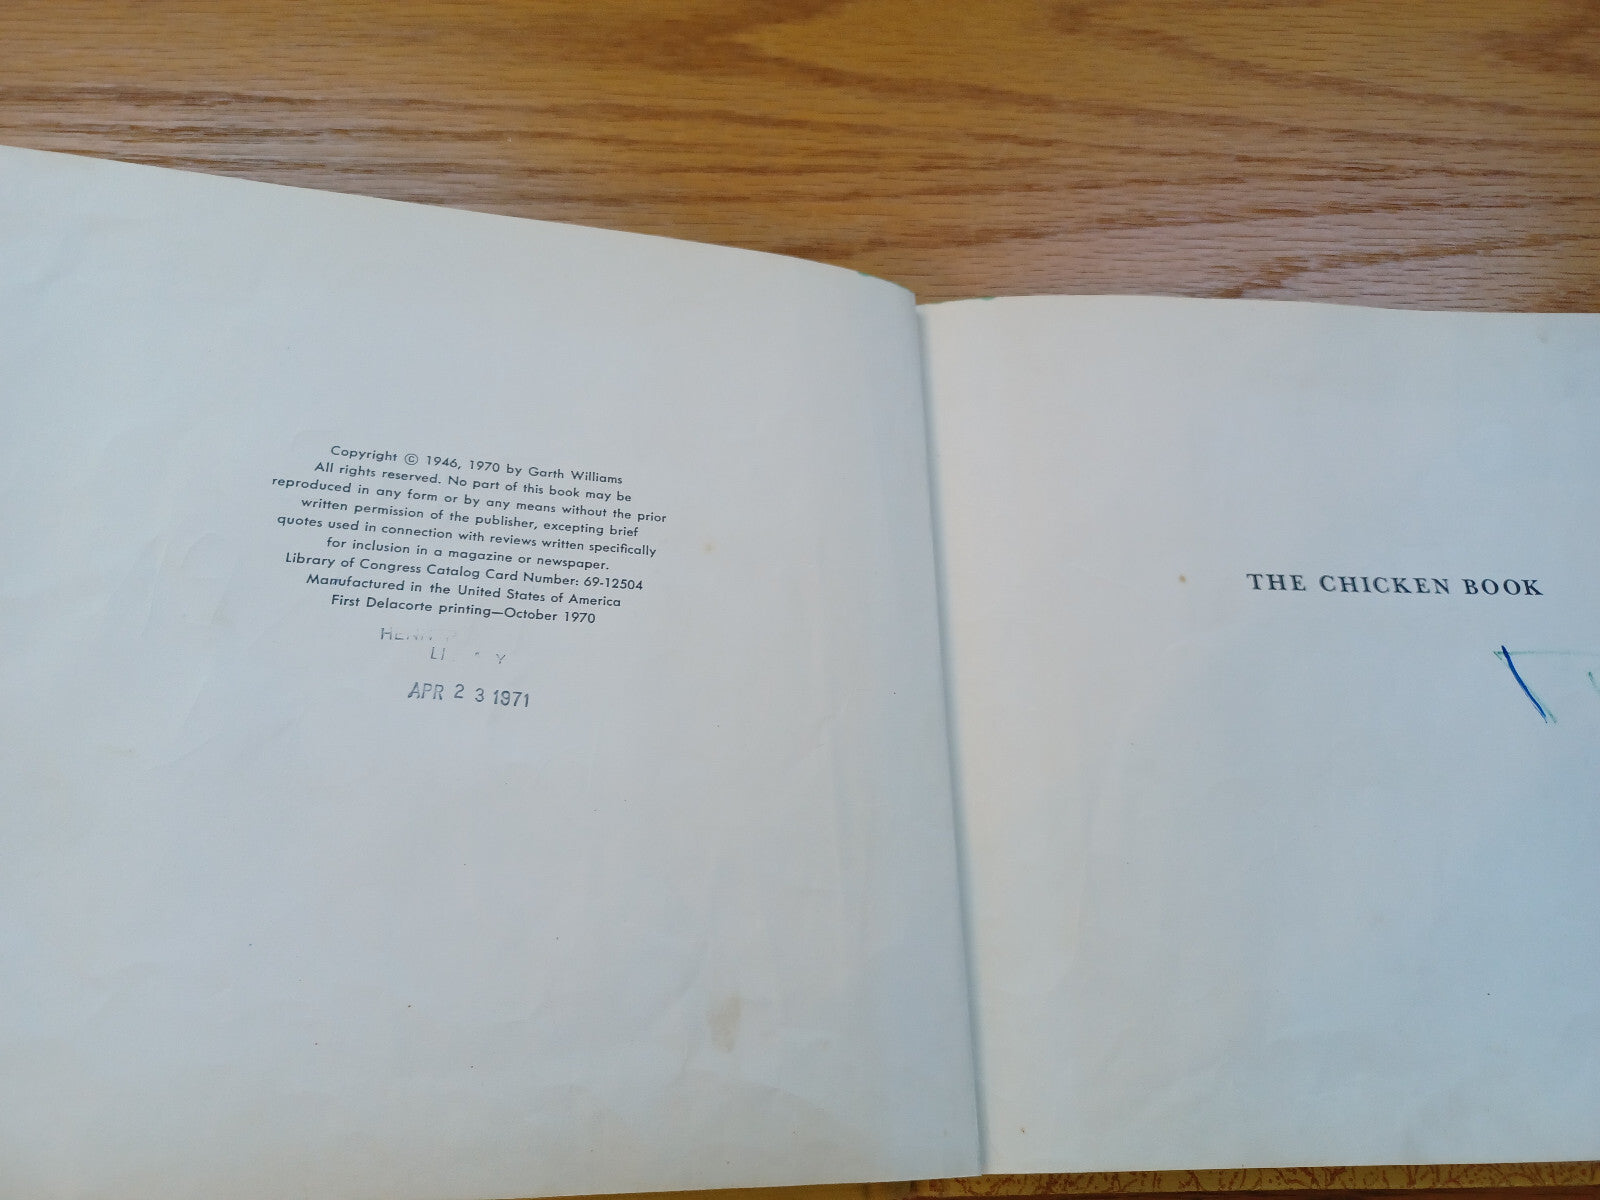 Copyright © 1946, 1970 by Garth Williams
All rights reserved. No part of this book may be
reproduced in any form or by any means without the prior
written permission of the publisher, excepting brief
quotes used in connection with reviews written specifically
for inclusion in a magazine or newspaper.
Library of Congress Catalog Card Number: 69-12504
Manufactured in the United States of America
First Delacorte printing—October 1970
APR 23 1971
THE CHICKEN BOOK